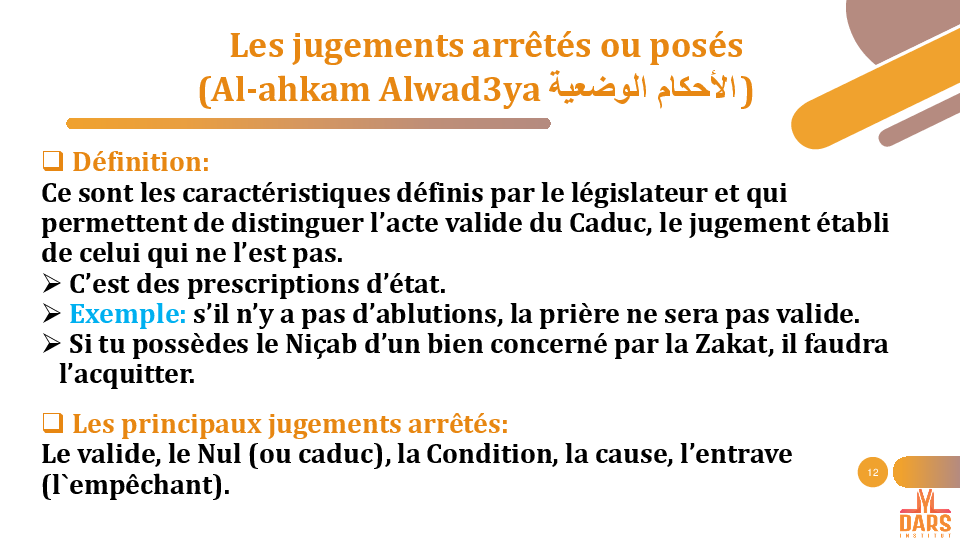 Les jugements arrêtés ou posés
(Al-ahkam Alwad3ya الأحكام الوضعية)
❑ Définition:
Ce sont les caractéristiques définis par le législateur et qui
permettent de distinguer l’acte valide du Caduc, le jugement établi
de celui qui ne l’est pas.
➢ C’est des prescriptions d’état.
➢ Exemple: s’il n’y a pas d’ablutions, la prière ne sera pas valide.
➢ Si tu possèdes le Niçab d’un bien concerné par la Zakat, il faudra
l’acquitter.
❑ Les principaux jugements arrêtés:
Le valide, le Nul (ou caduc), la Condition, la cause, l’entrave
(l`empêchant).
12
DARS
INSTITUT